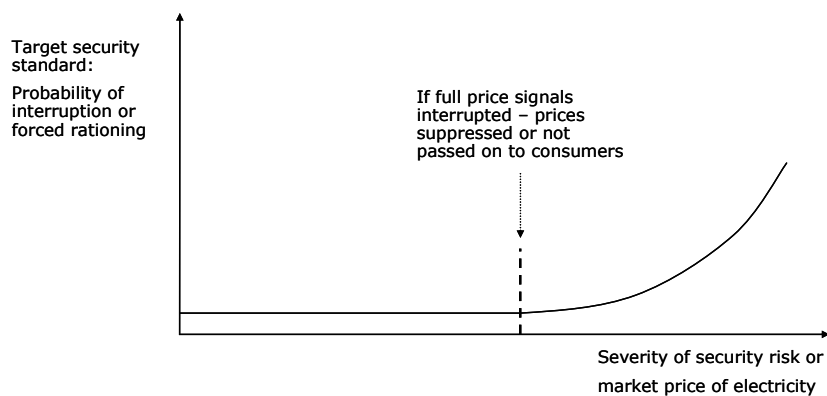 Target security
standard:
Probability of
interruption or
forced rationing
If full price signals
interrupted – prices
suppressed or not
passed on to consumers
Severity of security risk or
market price of electricity